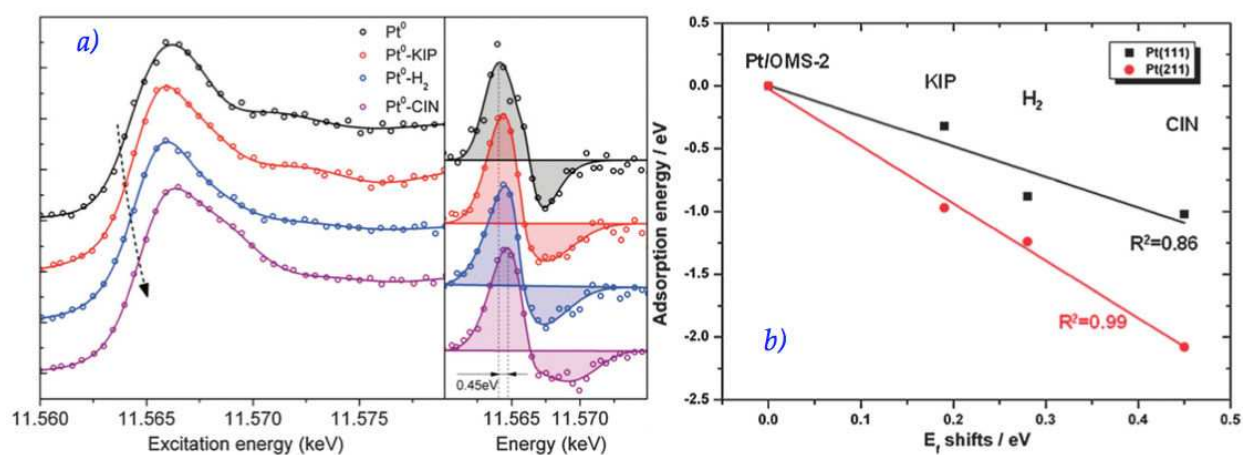 a)
Pt⁰
Pt⁰-KIP
Pt⁰-H₂
Pt⁰-CIN
0.45eV
11.560 11.565 11.570 11.575
Excitation energy (keV)
11.565 11.570
Energy (keV)
b)
Pt(111)
Pt(211)
Pt/OMS-2
KIP
H₂
CIN
R²=0.86
R²=0.99
0.5
0.0
-0.5
-1.0
-1.5
-2.0
-2.5
Adsorption energy / eV
0.0 0.1 0.2 0.3 0.4 0.5
E_f shifts / eV